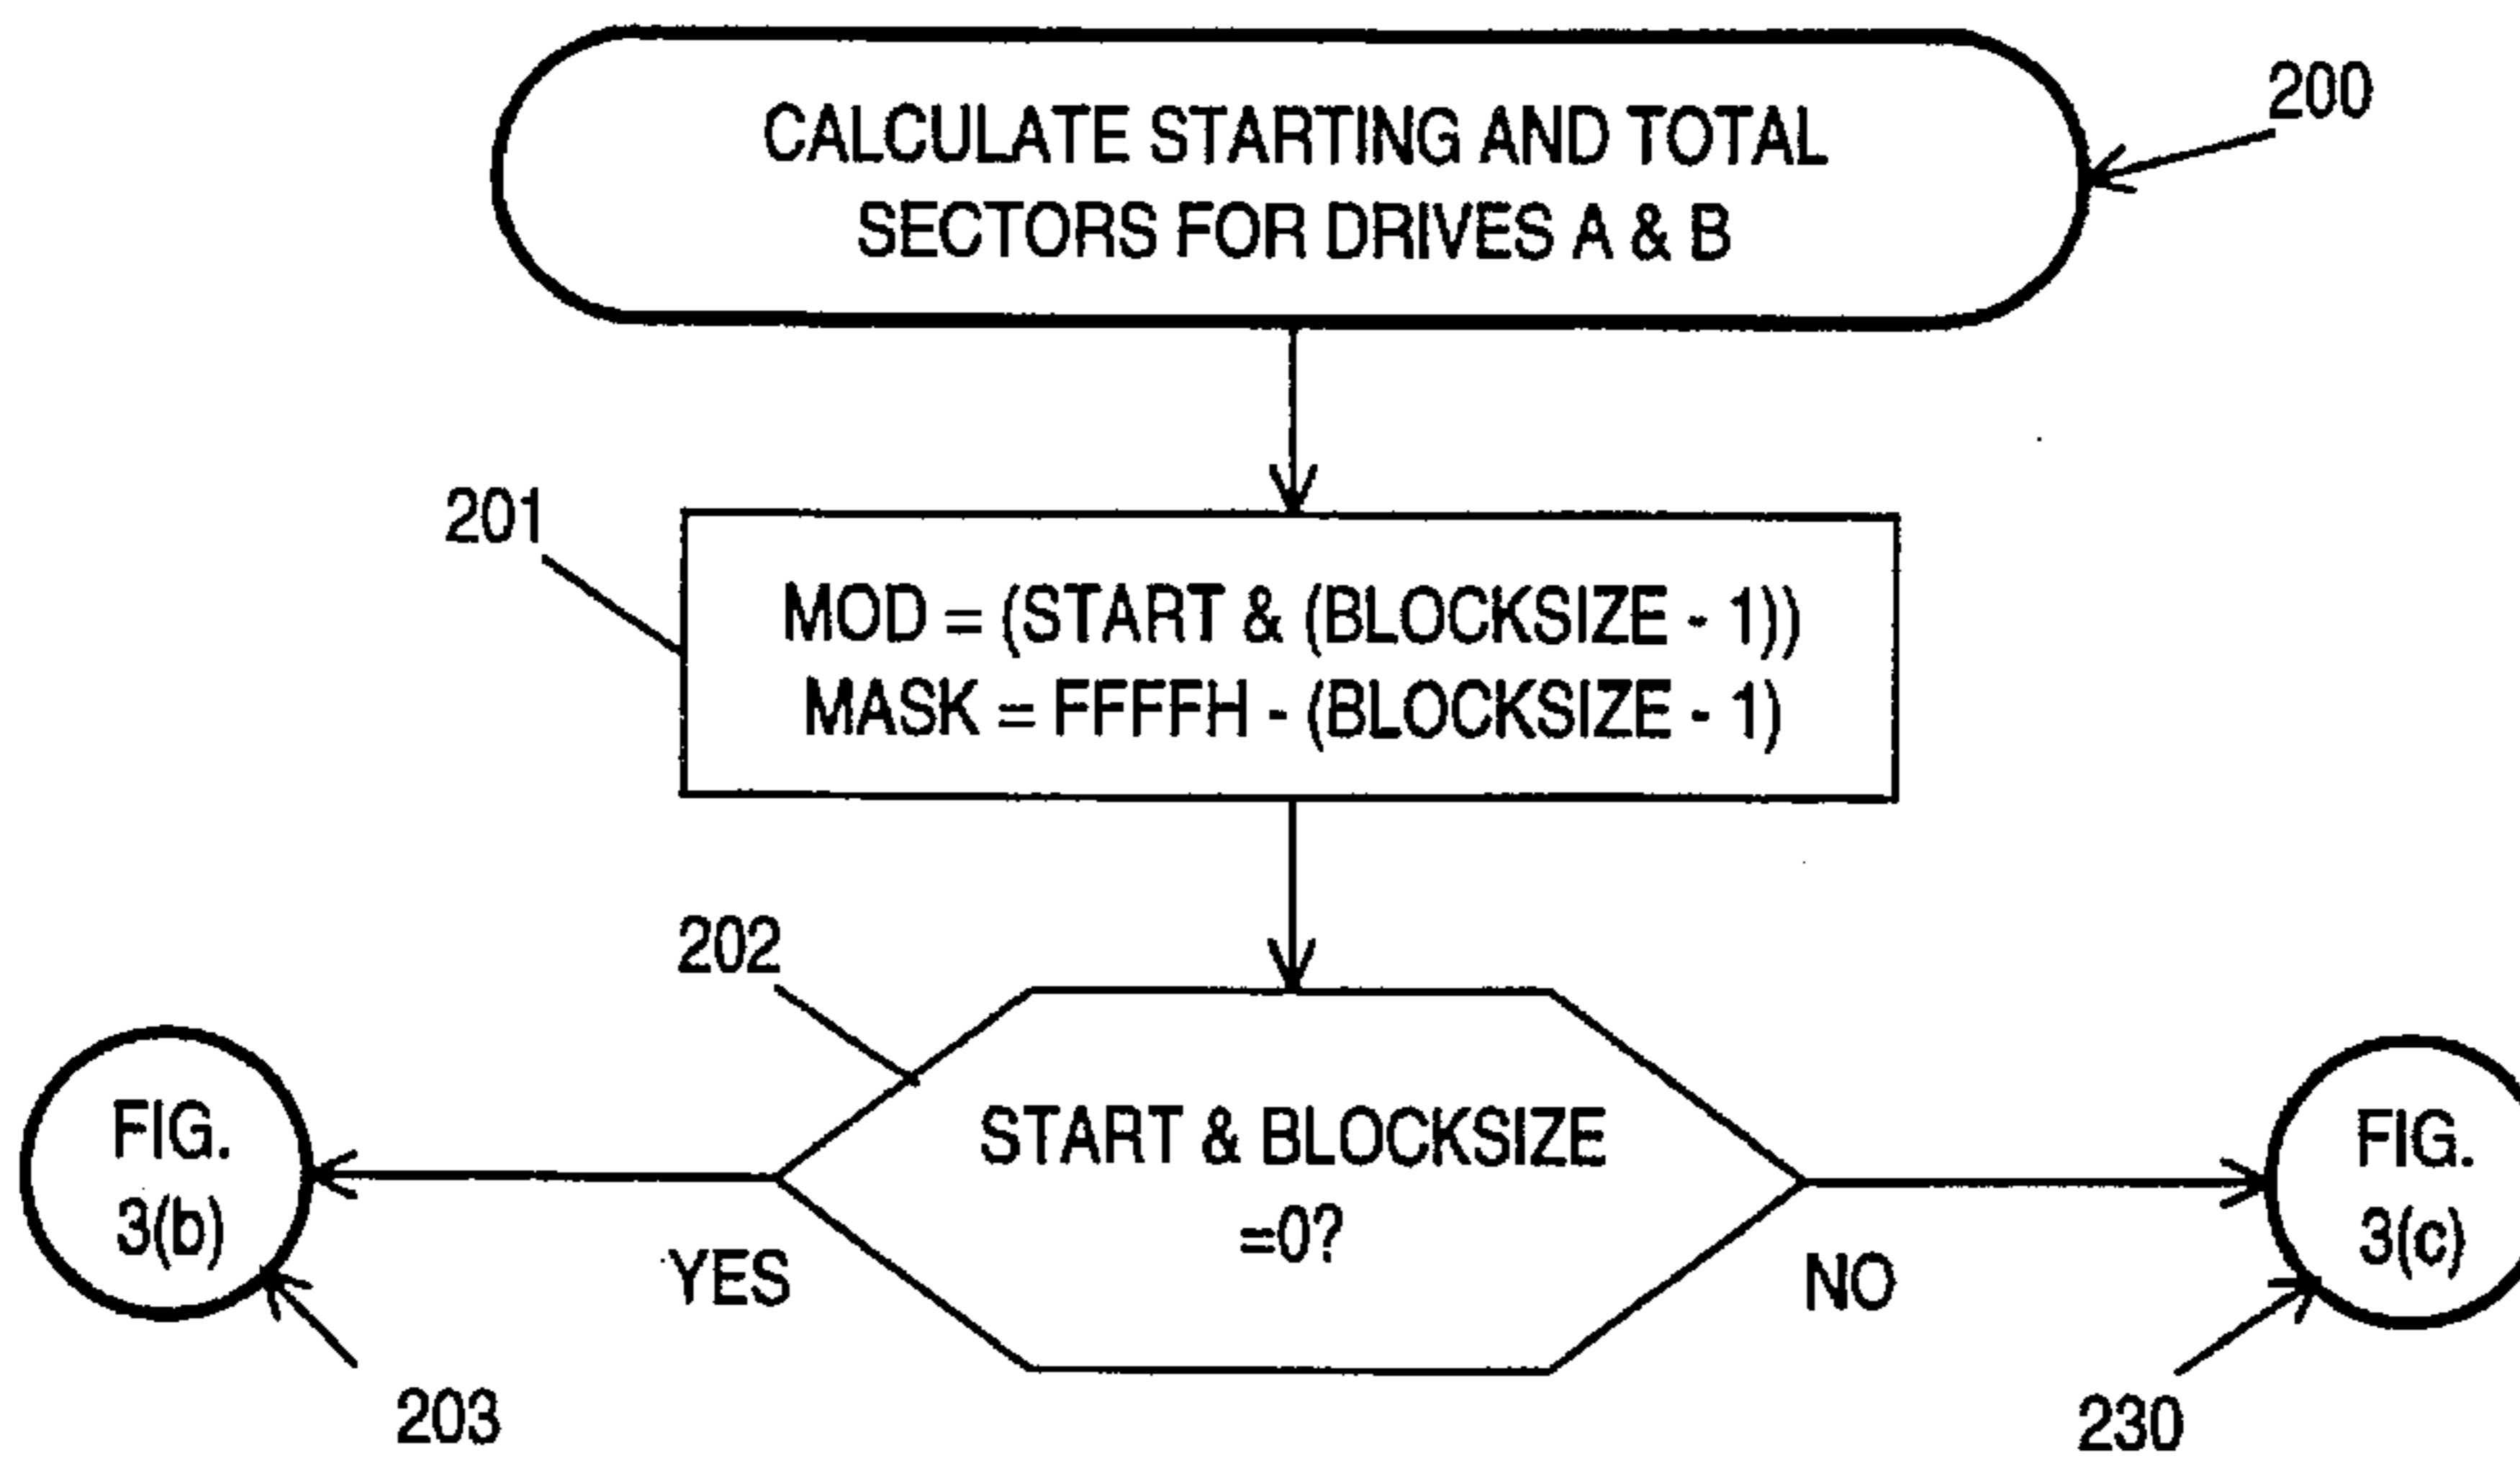 CALCULATE STARTING AND TOTAL
SECTORS FOR DRIVES A & B
200
201
MOD = (START & (BLOCKSIZE - 1))
MASK = FFFFH - (BLOCKSIZE - 1)
202
FIG.
3(b)
START & BLOCKSIZE
=0?
FIG.
3(c)
YES
NO
203
230